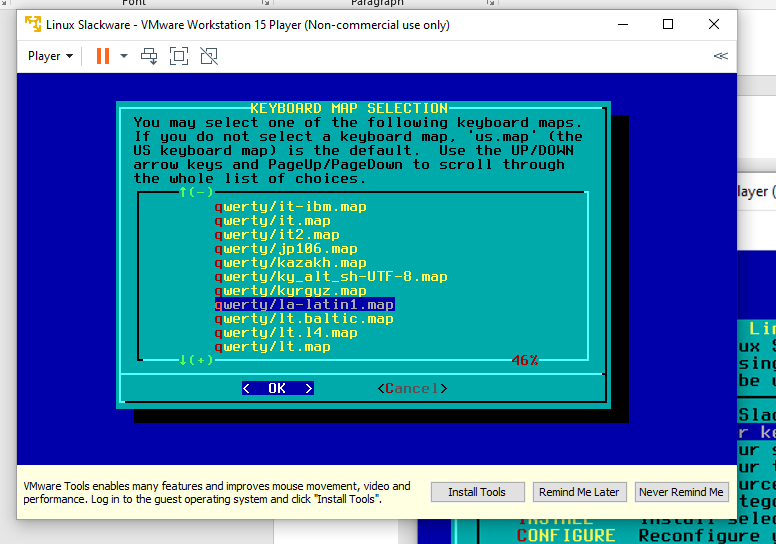 Font
Paragraph
Linux Slackware - VMware Workstation 15 Player (Non-commercial use only)
Player
KEYBOARD MAP SELECTION
You may select one of the following keyboard maps.
If you do not select a keyboard map, 'us.map' (the
US keyboard map) is the default.  Use the UP/DOWN
arrow keys and PageUp/PageDown to scroll through
the whole list of choices.
↑(-)
qwerty/it-ibm.map
qwerty/it.map
qwerty/it2.map
qwerty/jp106.map
qwerty/kazakh.map
qwerty/ky_alt_sh-UTF-8.map
qwerty/kyrgyz.map
qwerty/la-latin1.map
qwerty/lt.baltic.map
qwerty/lt.l4.map
qwerty/lt.map
↓(+)
46%
<  OK  >
<Cancel>
VMware Tools enables many features and improves mouse movement, video and
performance. Log in to the guest operating system and click "Install Tools".
Install Tools
Remind Me Later
Never Remind Me
layer (
Li
ux S
sing
be u
Slac
r ke
ur s
ur t
urce
tego
INSTALL Install selec
CONFIGURE Reconfigure y